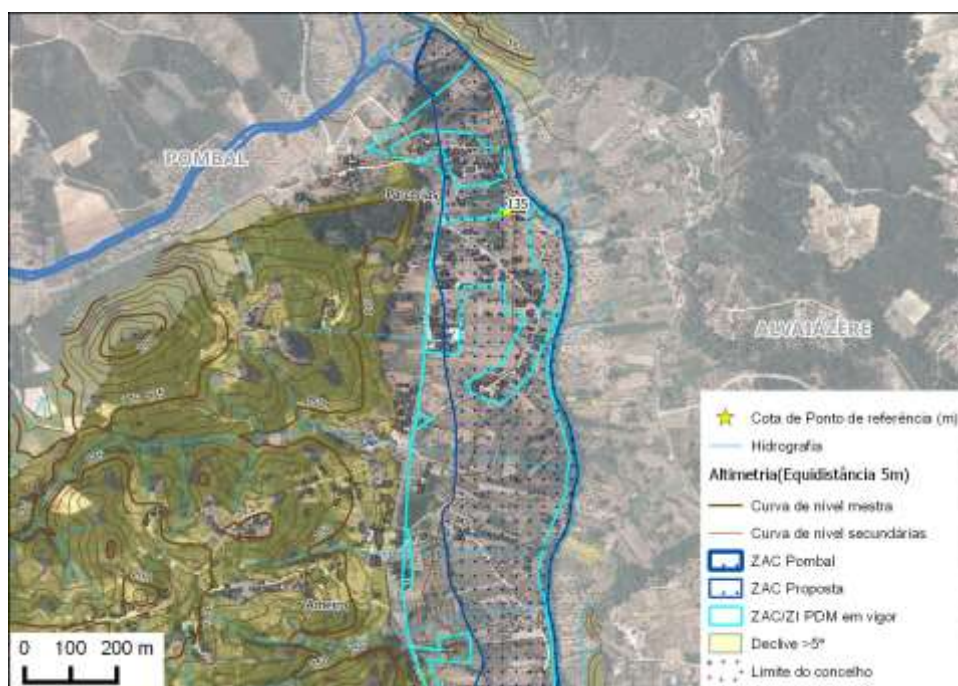 POMBAL
135
ALVAIÁZERE
0 100 200 m
Cota de Ponto de referência (m)
Hidrografia
Altimetria(Equidistância 5m)
Curva de nível mestra
Curva de nível secundárias
ZAC Pombal
ZAC Proposta
ZAC/ZI PDM em vigor
Declive >5º
Limite do concelho